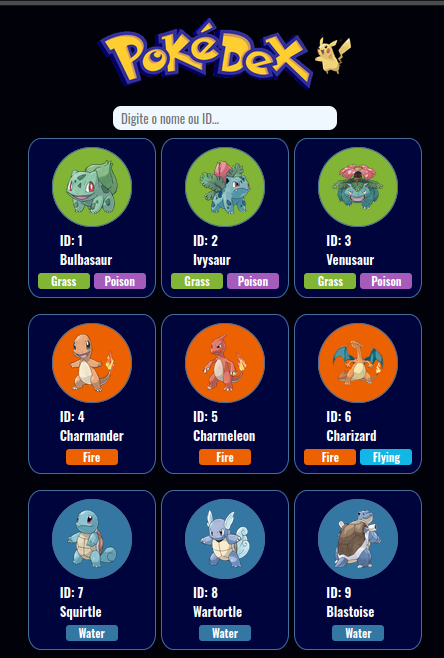 POKéDEX
Digite o nome ou ID...
ID: 1
Bulbasaur
Grass Poison
ID: 2
Ivysaur
Grass Poison
ID: 3
Venusaur
Grass Poison
ID: 4
Charmander
Fire
ID: 5
Charmeleon
Fire
ID: 6
Charizard
Fire Flying
ID: 7
Squirtle
Water
ID: 8
Wartortle
Water
ID: 9
Blastoise
Water